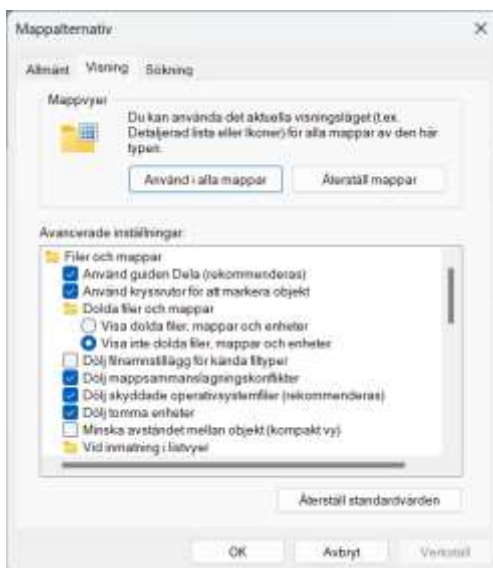 Mappalternativ
Allmänt Visning Sökning
Mappvyer
Du kan använda det aktuella visningsläget (t.ex.
Detaljerad lista eller Ikoner) för alla mappar av den här
typen.
Använd i alla mappar Återställ mappar
Avancerade inställningar:
Filer och mappar
Använd guiden Dela (rekommenderas)
Använd kryssrutor för att markera objekt
Dolda filer och mappar
Visa dolda filer, mappar och enheter
Visa inte dolda filer, mappar och enheter
Dölj filnamnstillägg för kända filtyper
Dölj mappsammanslagningskonflikter
Dölj skyddade operativsystemfiler (rekommenderas)
Dölj tomma enheter
Minska avståndet mellan objekt (kompakt vy)
Vid inmatning i listvyer
Återställ standardvärden
OK Avbryt Verkställ